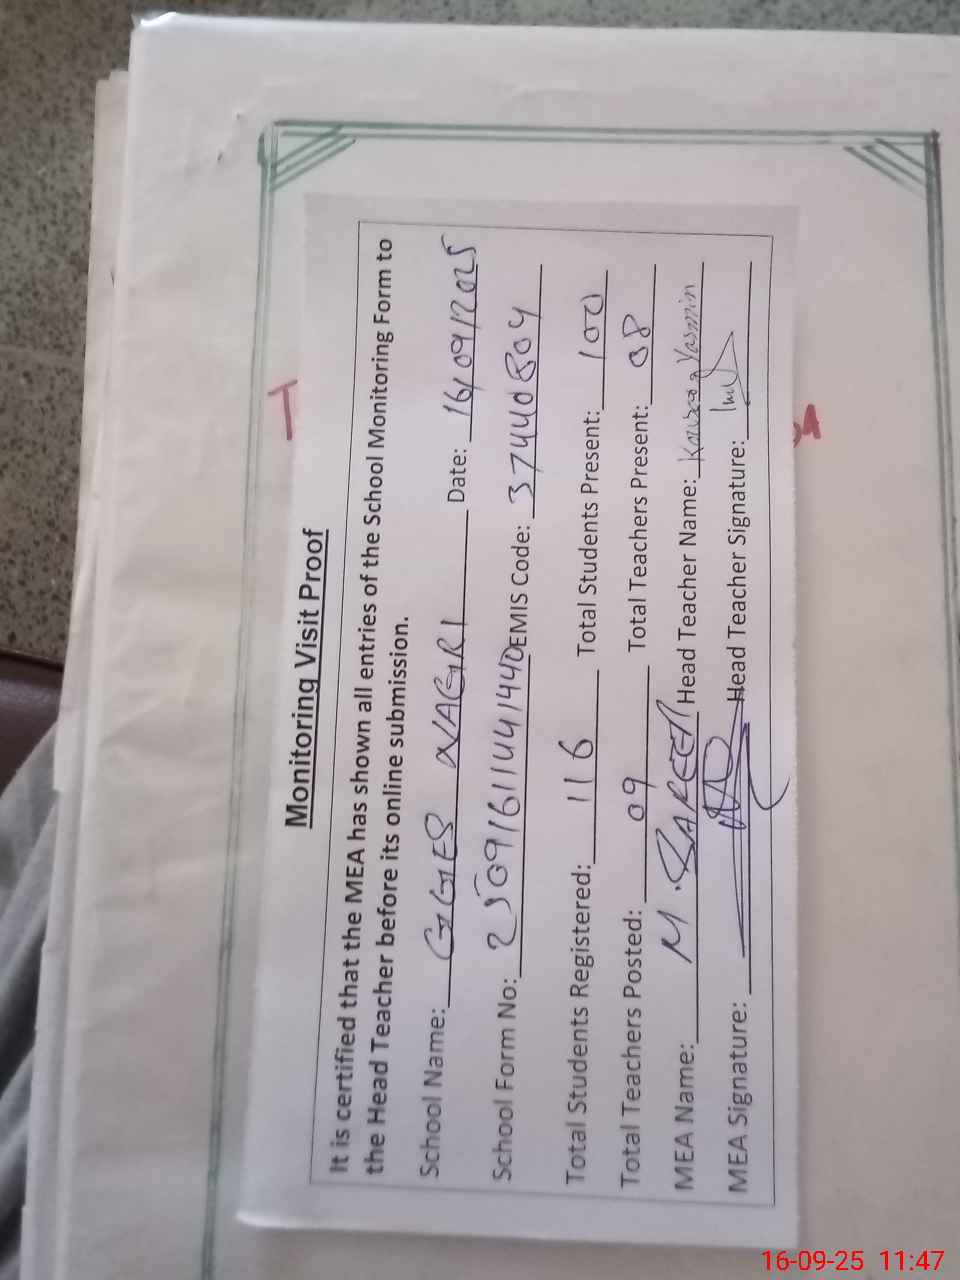 Monitoring Visit Proof
It is certified that the MEA has shown all entries of the School Monitoring Form to
the Head Teacher before its online submission.
School Name: GGES NAGRI Date: 16/09/2025
School Form No: 25091611441440 EMIS Code: 37440804
Total Students Registered: 116 Total Students Present: 100
Total Teachers Posted: 09 Total Teachers Present: 08
MEA Name: M. Head Teacher Name: Yasmin
MEA Signature: Head Teacher Signature:
16-09-25 11:47